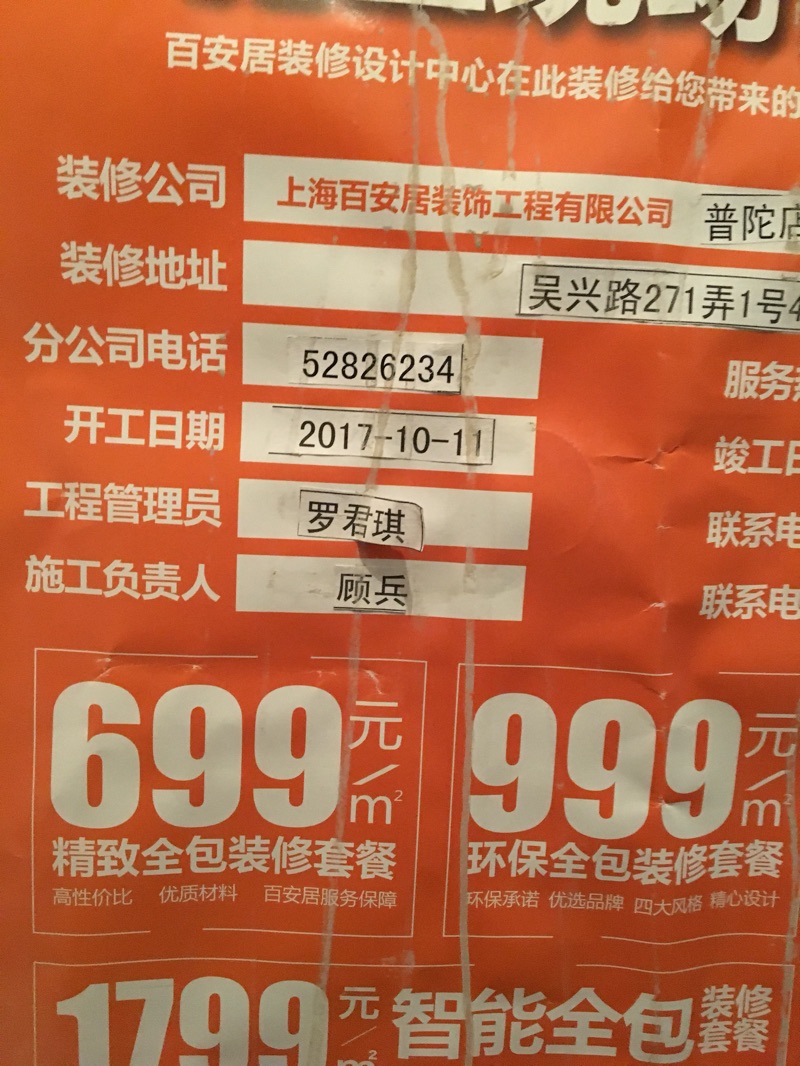 百安居装修设计中心在此装修给您带来的
装修公司 上海百安居装饰工程有限公司 普陀店
装修地址 吴兴路271弄1号4
分公司电话 52826234 服务
开工日期 2017-10-11 竣工日
工程管理员 罗君琪 联系电
施工负责人 顾兵 联系电
699元/m²
精致全包装修套餐
高性价比 优质材料 百安居服务保障
999元/m²
环保全包装修套餐
环保承诺 优选品牌 四大风格 精心设计
1799元/m²
智能全包装修套餐